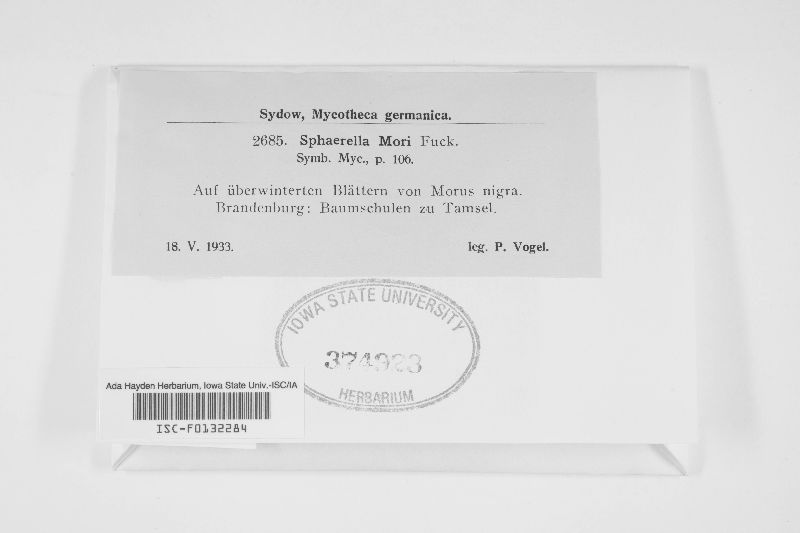 Sydow, Mycotheca germanica.
2685. Sphaerella Mori Fuck.
Symb. Myc., p. 106.
Auf überwinterten Blättern von Morus nigra.
Brandenburg: Baumschulen zu Tamsel.
18. V. 1933. leg. P. Vogel.
IOWA STATE UNIVERSITY
374923
HERBARIUM
Ada Hayden Herbarium, Iowa State Univ.-ISC/IA
ISC-F0132284